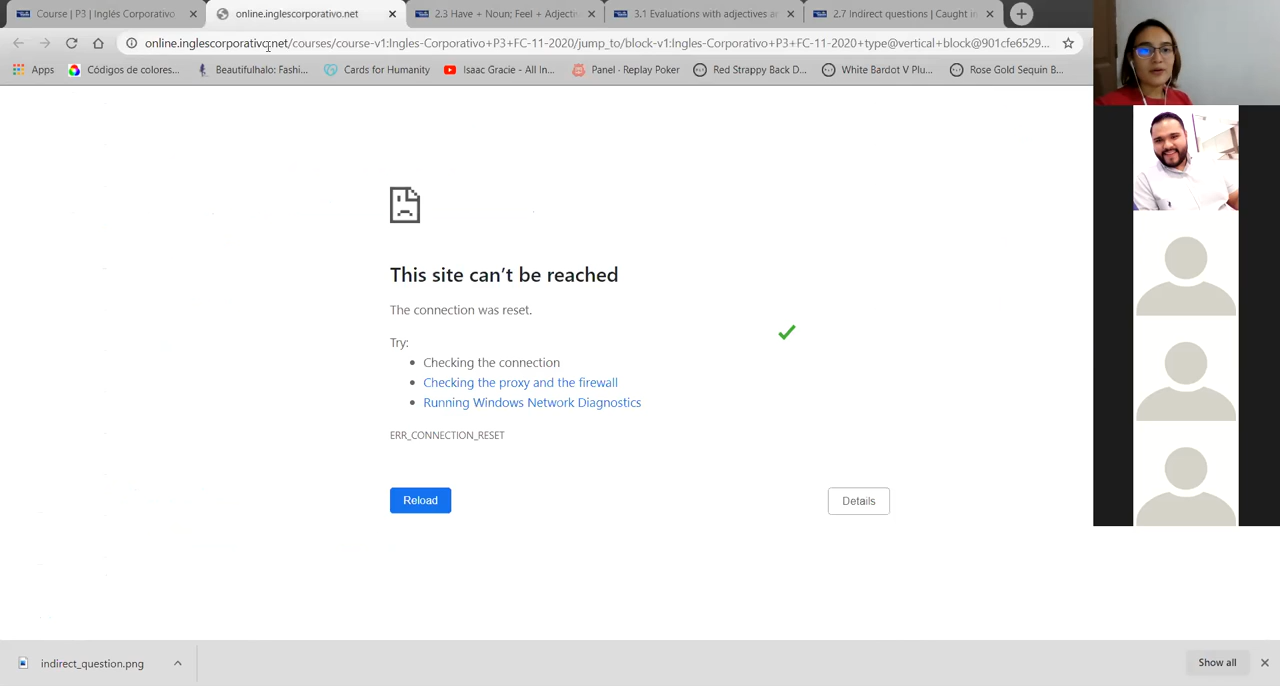 Course | P3 | Inglés Corporativo
online.inglescorporativo.net
2.3 Have + Noun; Feel + Adjectiv
3.1 Evaluations with adjectives an
2.7 Indirect questions | Caught in
online.inglescorporativo.net/courses/course-v1:Ingles-Corporativo+P3+FC-11-2020/jump_to/block-v1:Ingles-Corporativo+P3+FC-11-2020+type@vertical+block@901cfe6529...
Apps
Códigos de colores...
Beautifulhalo: Fashi...
Cards for Humanity
Isaac Gracie - All In...
Panel · Replay Poker
Red Strappy Back D...
White Bardot V Plu...
Rose Gold Sequin B...
This site can't be reached
The connection was reset.
Try:
• Checking the connection
• Checking the proxy and the firewall
• Running Windows Network Diagnostics
ERR_CONNECTION_RESET
Reload
Details
indirect_question.png
Show all